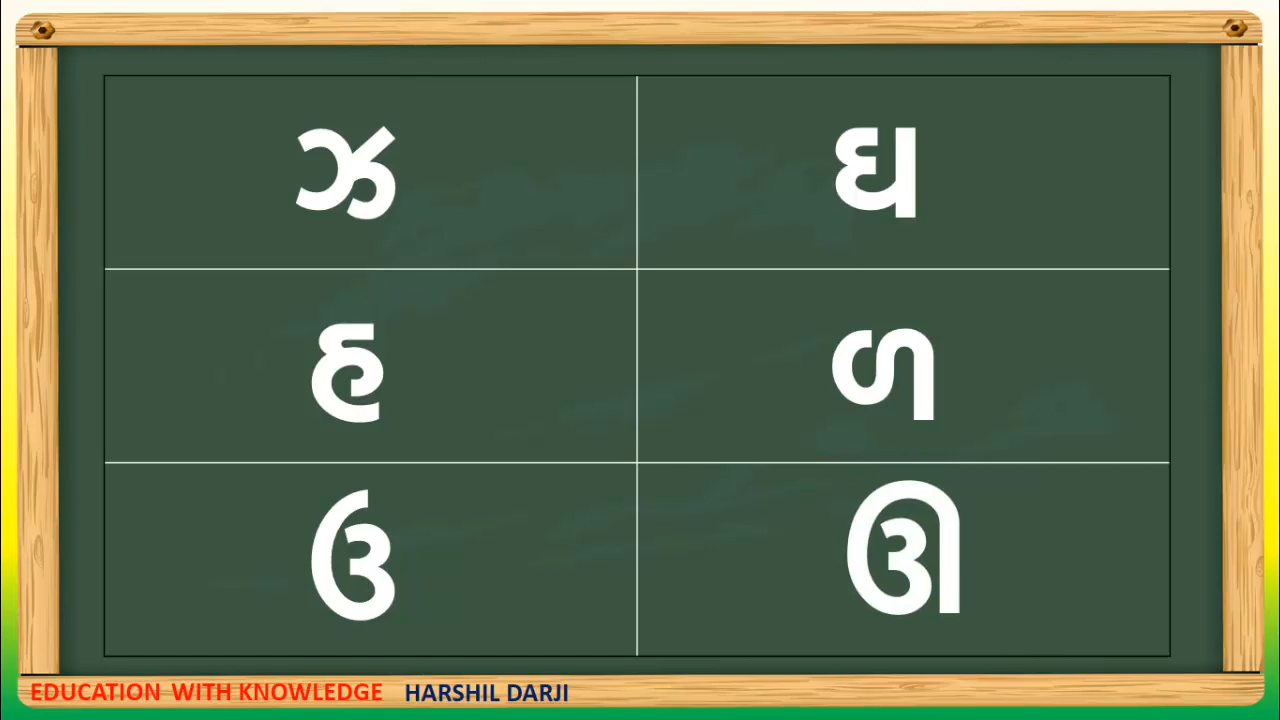 ઝ ઘ
હ ળ
ઉ ઊ
EDUCATION WITH KNOWLEDGE HARSHIL DARJI